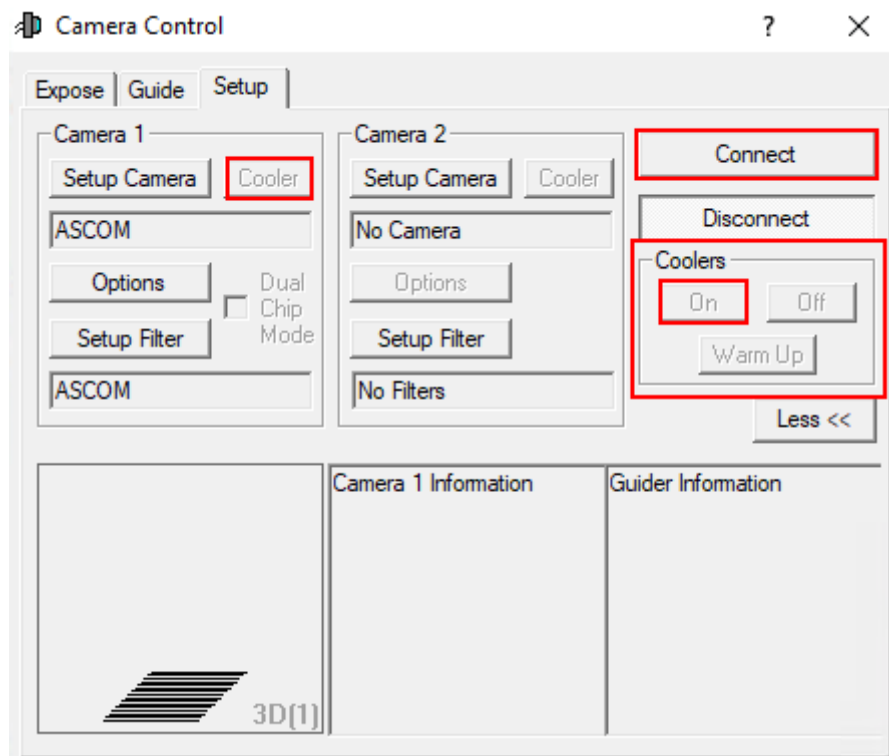 Camera Control
?
Expose Guide Setup
Camera 1
Setup Camera Cooler
ASCOM
Options
Dual
Chip
Mode
Setup Filter
ASCOM
Camera 2
Setup Camera Cooler
No Camera
Options
Setup Filter
No Filters
Connect
Disconnect
Coolers
On Off
Warm Up
Less <<
3D(1)
Camera 1 Information
Guider Information